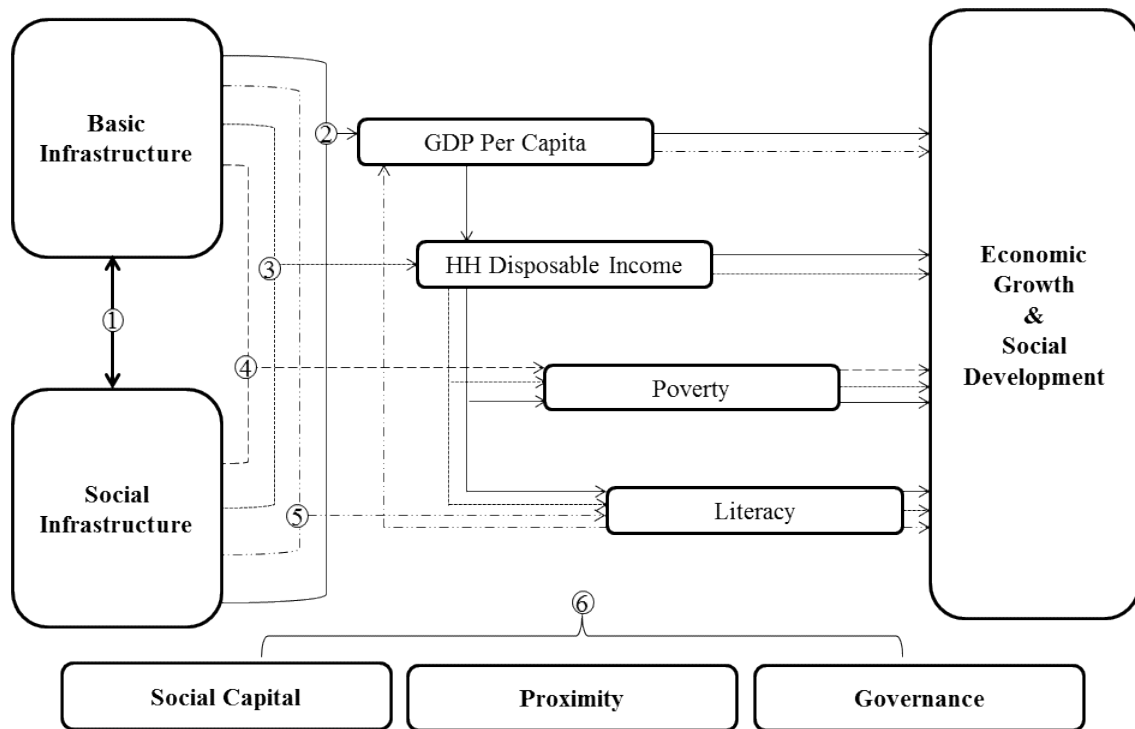 Basic
Infrastructure
②
GDP Per Capita
③
HH Disposable Income
Economic
Growth
&
Social
Development
①
④
Poverty
Social
Infrastructure
⑤
Literacy
⑥
Social Capital
Proximity
Governance